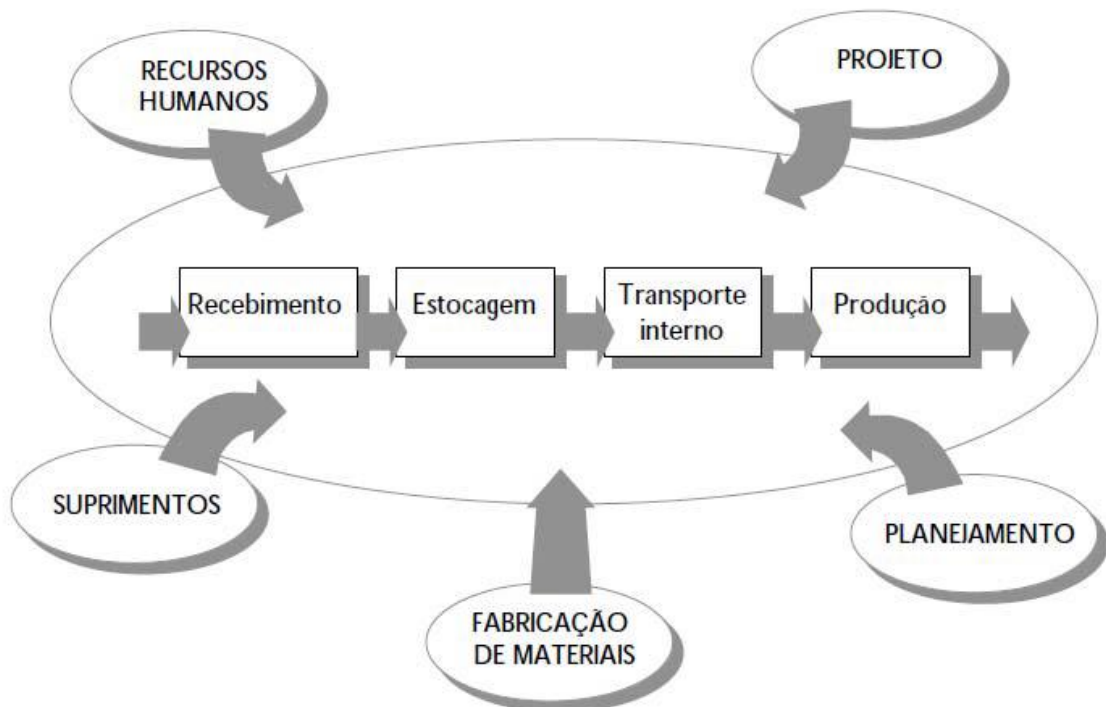 RECURSOS
HUMANOS
PROJETO
Recebimento
Estocagem
Transporte
interno
Produção
SUPRIMENTOS
PLANEJAMENTO
FABRICAÇÃO
DE MATERIAIS